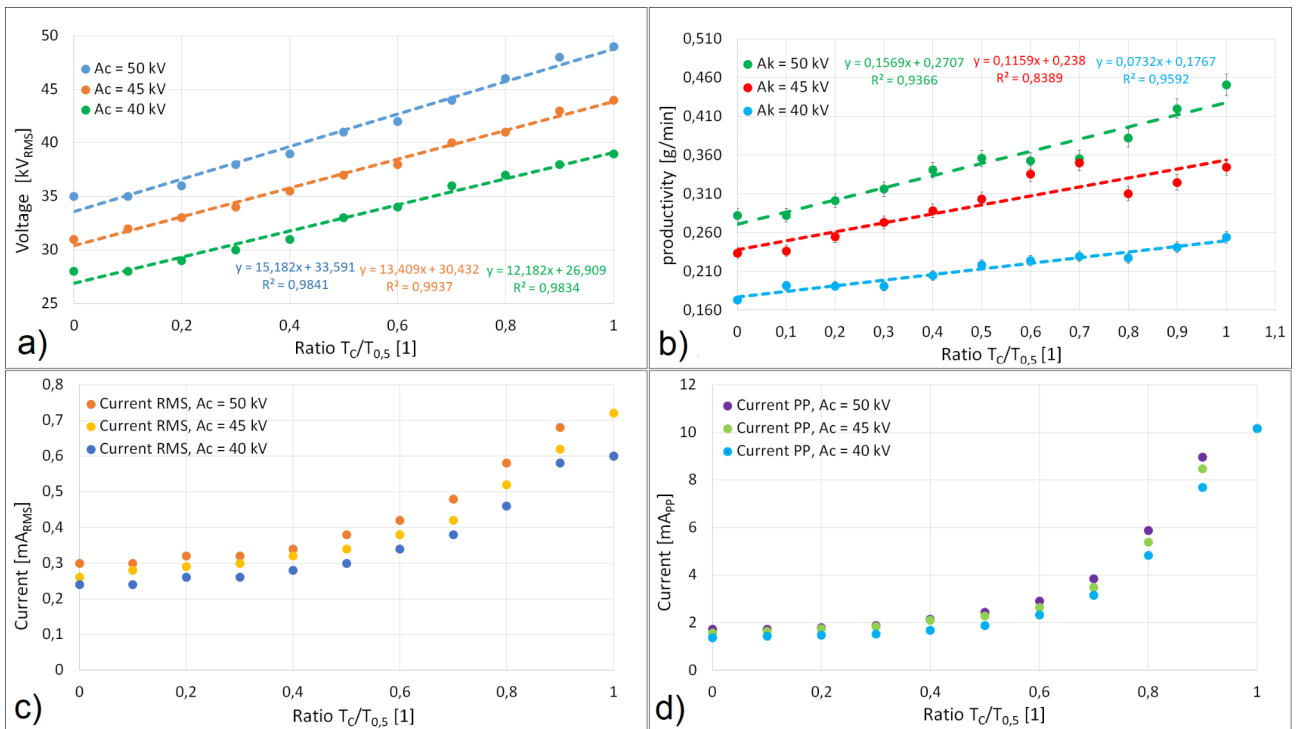 50
45
40
35
30
25
Voltage [kV_RMS]
Ac = 50 kV
Ac = 45 kV
Ac = 40 kV
y = 15,182x + 33,591
R² = 0,9841
y = 13,409x + 30,432
R² = 0,9937
y = 12,182x + 26,909
R² = 0,9834
0 0,2 0,4 0,6 0,8 1
Ratio T_C/T_0,5 [1]
a)
0,510
0,460
0,410
0,360
0,310
0,260
0,210
0,160
productivity [g/min]
Ak = 50 kV
Ak = 45 kV
Ak = 40 kV
y = 0,1569x + 0,2707
R² = 0,9366
y = 0,1159x + 0,238
R² = 0,8389
y = 0,0732x + 0,1767
R² = 0,9592
0 0,1 0,2 0,3 0,4 0,5 0,6 0,7 0,8 0,9 1 1,1
Ratio T_C/T_0,5 [1]
b)
0,8
0,7
0,6
0,5
0,4
0,3
0,2
0,1
0
Current [mA_RMS]
Current RMS, Ac = 50 kV
Current RMS, Ac = 45 kV
Current RMS, Ac = 40 kV
0 0,2 0,4 0,6 0,8 1
Ratio T_C/T_0,5 [1]
c)
12
10
8
6
4
2
0
Current [mA_PP]
Current PP, Ac = 50 kV
Current PP, Ac = 45 kV
Current PP, Ac = 40 kV
0 0,2 0,4 0,6 0,8 1
Ratio T_C/T_0,5 [1]
d)